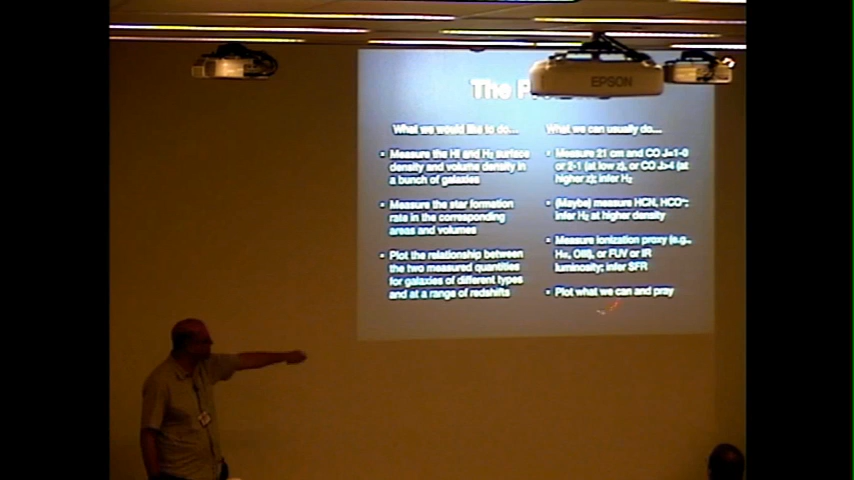 EPSON
The P
What we would like to do...
• Measure the HI and H₂ surface
density and volume density in
a bunch of galaxies
• Measure the star formation
rate in the corresponding
areas and volumes
• Plot the relationship between
the two measured quantities
for galaxies of different types
and at a range of redshifts
What we can usually do...
• Measure 21 cm and CO J=1-0
or 2-1 (at low z), or CO J>4 (at
higher z); infer H₂
• (Maybe) measure HCN, HCO⁺;
infer H₂ at higher density
• Measure ionization proxy (e.g.,
Hα, OIII), or FUV or IR
luminosity; infer SFR
• Plot what we can and pray